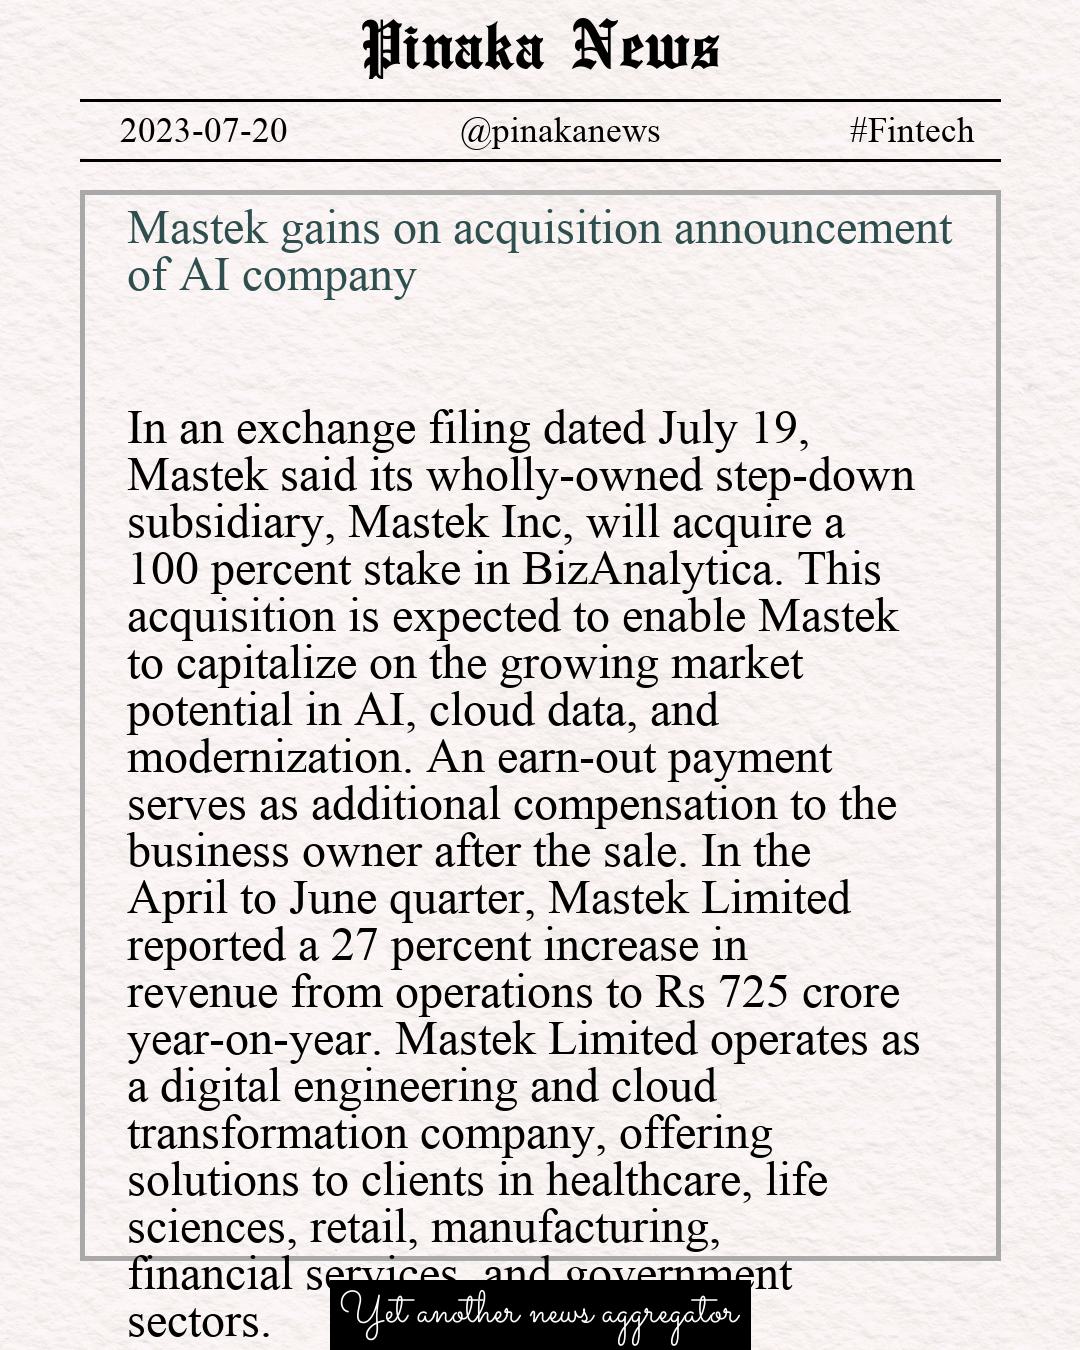 Pinaka News
2023-07-20 @pinakanews #Fintech
Mastek gains on acquisition announcement
of AI company
In an exchange filing dated July 19,
Mastek said its wholly-owned step-down
subsidiary, Mastek Inc, will acquire a
100 percent stake in BizAnalytica. This
acquisition is expected to enable Mastek
to capitalize on the growing market
potential in AI, cloud data, and
modernization. An earn-out payment
serves as additional compensation to the
business owner after the sale. In the
April to June quarter, Mastek Limited
reported a 27 percent increase in
revenue from operations to Rs 725 crore
year-on-year. Mastek Limited operates as
a digital engineering and cloud
transformation company, offering
solutions to clients in healthcare, life
sciences, retail, manufacturing,
financial services, and government
sectors.
Yet another news aggregator